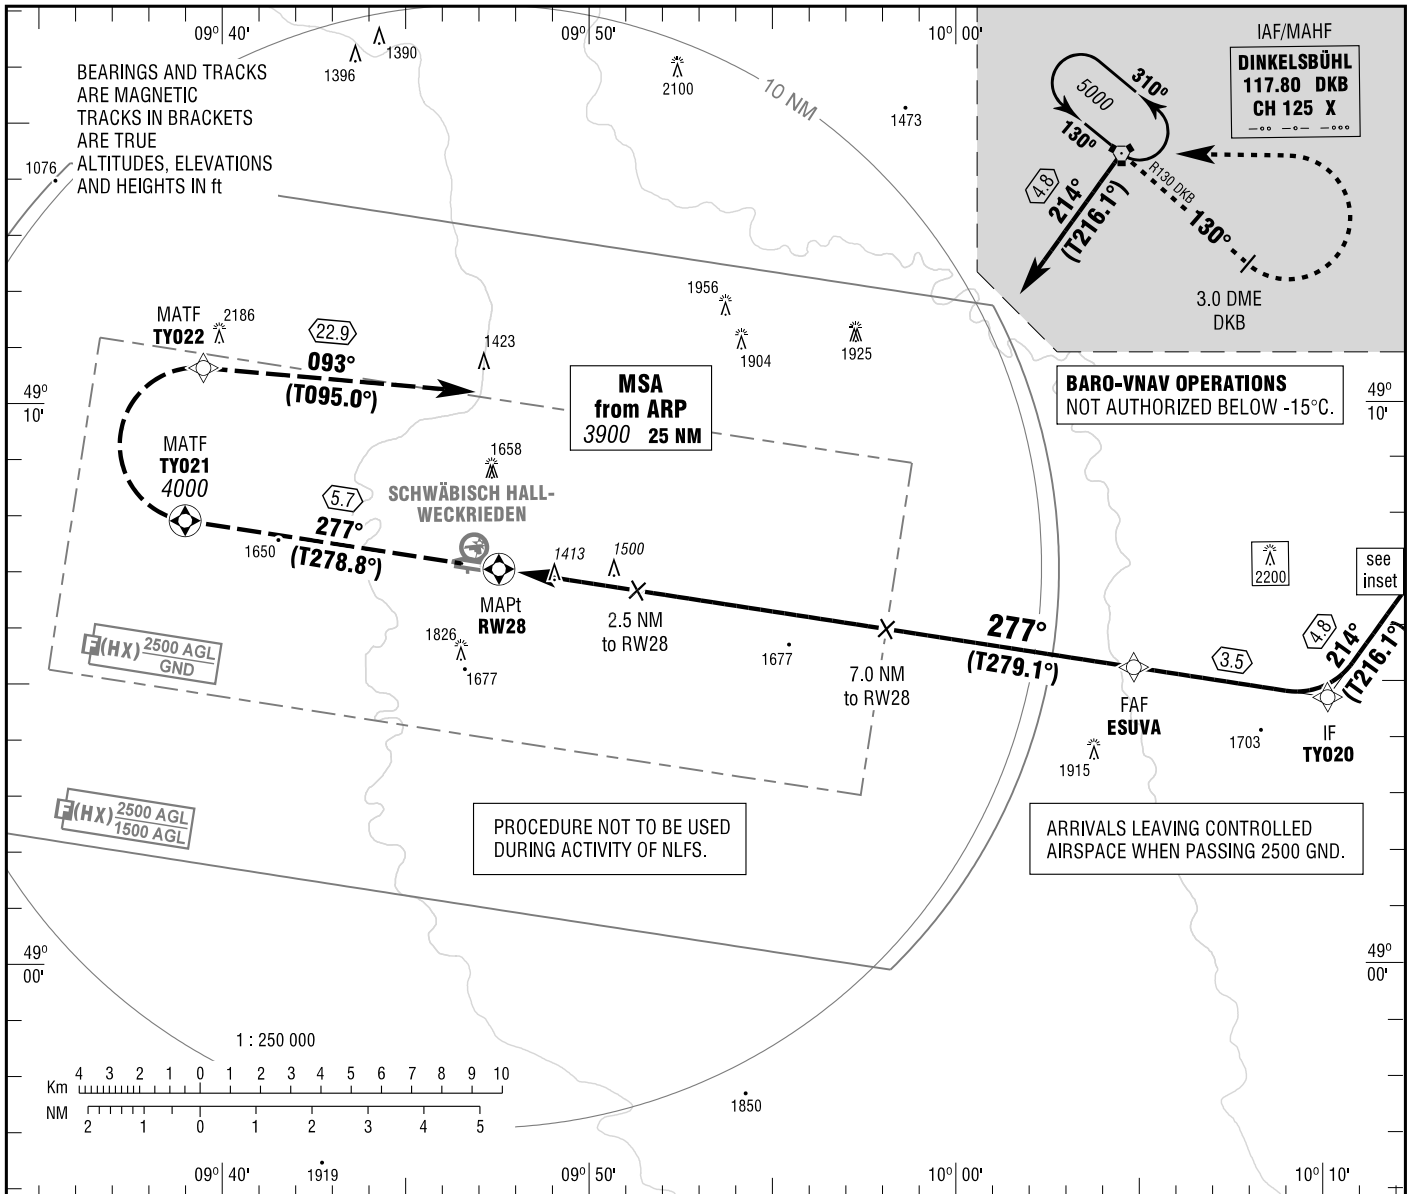 09° 40'
09° 50'
10° 00'
BEARINGS AND TRACKS
ARE MAGNETIC
TRACKS IN BRACKETS
ARE TRUE
ALTITUDES, ELEVATIONS
AND HEIGHTS IN ft
1396
1390
2100
10 NM
1473
1076
IAF/MAHF
DINKELSBÜHL
117.80 DKB
CH 125 X
5000
310°
130°
R130 DKB
130°
4.8
214°
(T216.1°)
3.0 DME
DKB
MATF
TY022
2186
22.9
093°
(T095.0°)
1423
1956
1904
1925
MSA
from ARP
3900 25 NM
BARO-VNAV OPERATIONS
NOT AUTHORIZED BELOW -15°C.
49°
10'
49°
10'
MATF
TY021
4000
5.7
277°
(T278.8°)
1650
1658
SCHWÄBISCH HALL-
WECKRIEDEN
1413
1500
MAPt
RW28
2.5 NM
to RW28
1826
1677
1677
7.0 NM
to RW28
277°
(T279.1°)
3.5
FAF
ESUVA
1915
1703
IF
TY020
2200
see
inset
4.8
214°
(T216.1°)
F(HX) 2500 AGL
GND
F(HX) 2500 AGL
1500 AGL
PROCEDURE NOT TO BE USED
DURING ACTIVITY OF NLFS.
ARRIVALS LEAVING CONTROLLED
AIRSPACE WHEN PASSING 2500 GND.
49°
00'
49°
00'
1 : 250 000
Km 4 3 2 1 0 1 2 3 4 5 6 7 8 9 10
NM 2 1 0 1 2 3 4 5
1850
1919
09° 40'
09° 50'
10° 00'
10° 10'